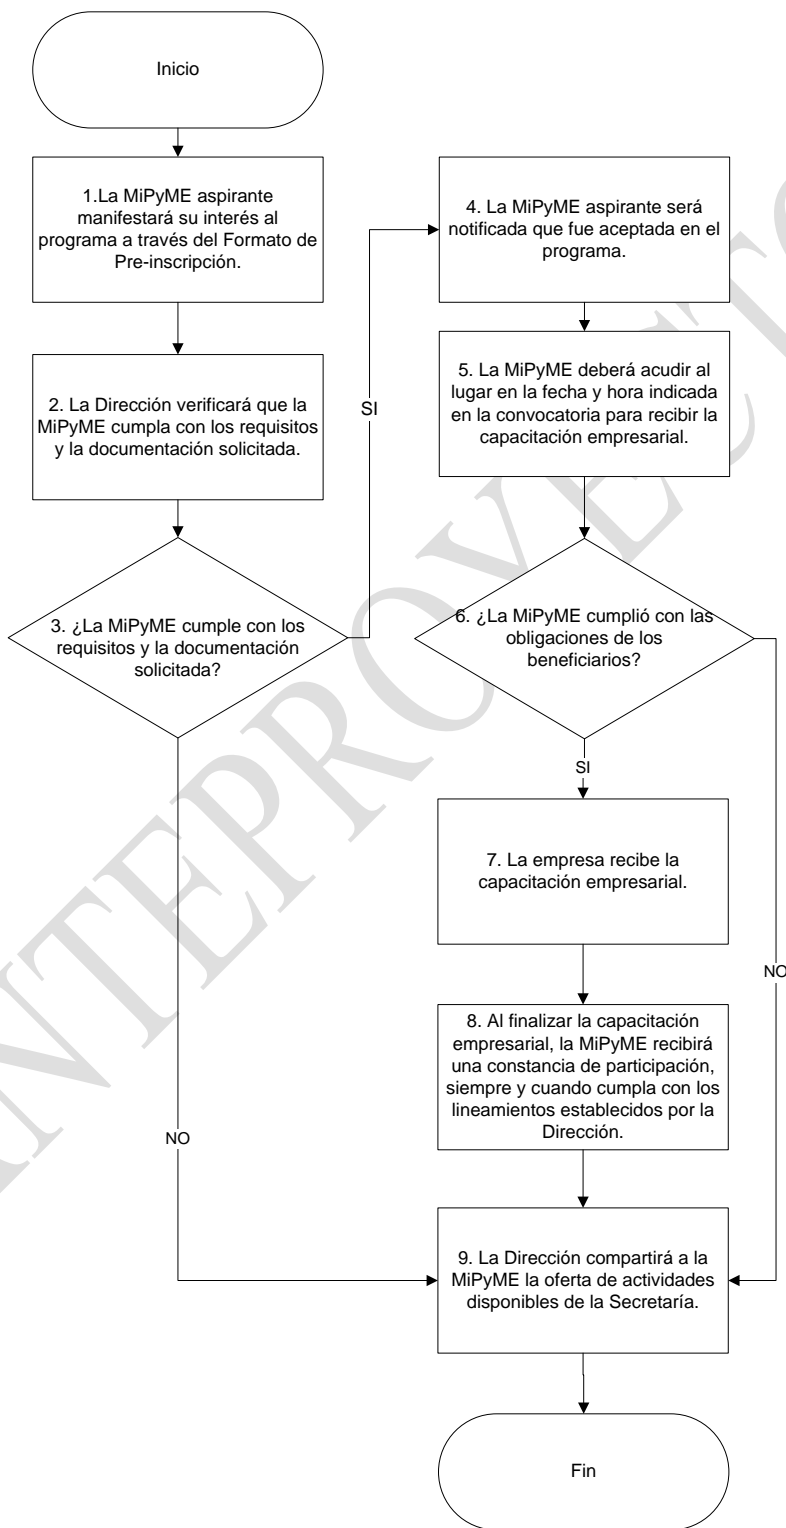 Inicio
1.La MiPyME aspirante
manifestará su interés al
programa a través del Formato de
Pre-inscripción.
2. La Dirección verificará que la
MiPyME cumpla con los requisitos
y la documentación solicitada.
3. ¿La MiPyME cumple con los
requisitos y la documentación
solicitada?
SI
NO
4. La MiPyME aspirante será
notificada que fue aceptada en el
programa.
5. La MiPyME deberá acudir al
lugar en la fecha y hora indicada
en la convocatoria para recibir la
capacitación empresarial.
6. ¿La MiPyME cumplió con las
obligaciones de los
beneficiarios?
SI
NO
7. La empresa recibe la
capacitación empresarial.
8. Al finalizar la capacitación
empresarial, la MiPyME recibirá
una constancia de participación,
siempre y cuando cumpla con los
lineamientos establecidos por la
Dirección.
9. La Dirección compartirá a la
MiPyME la oferta de actividades
disponibles de la Secretaría.
Fin
ANTEPROYECTO